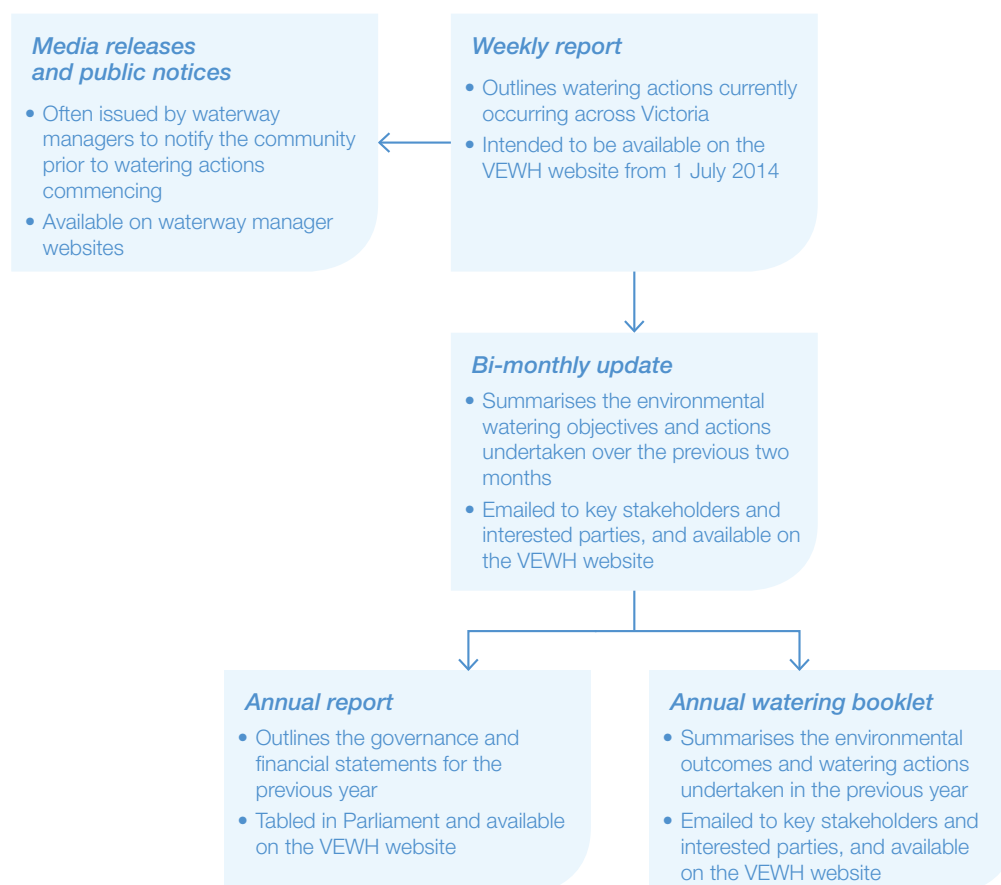 Media releases
and public notices
• Often issued by waterway
managers to notify the community
prior to watering actions
commencing
• Available on waterway manager
websites
Weekly report
• Outlines watering actions currently
occurring across Victoria
• Intended to be available on the
VEWH website from 1 July 2014
Bi-monthly update
• Summarises the environmental
watering objectives and actions
undertaken over the previous two
months
• Emailed to key stakeholders and
interested parties, and available on
the VEWH website
Annual report
• Outlines the governance and
financial statements for the
previous year
• Tabled in Parliament and available
on the VEWH website
Annual watering booklet
• Summarises the environmental
outcomes and watering actions
undertaken in the previous year
• Emailed to key stakeholders and
interested parties, and available
on the VEWH website